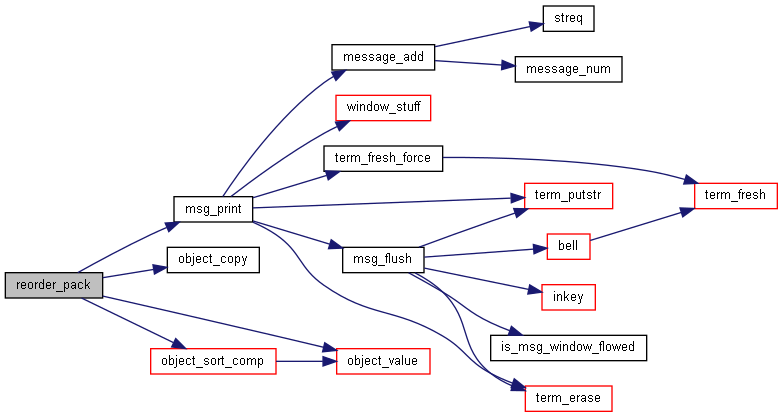 streq
message_add
message_num
window_stuff
term_fresh_force
term_putstr
term_fresh
msg_print
bell
object_copy
msg_flush
reorder_pack
inkey
is_msg_window_flowed
object_sort_comp
object_value
term_erase